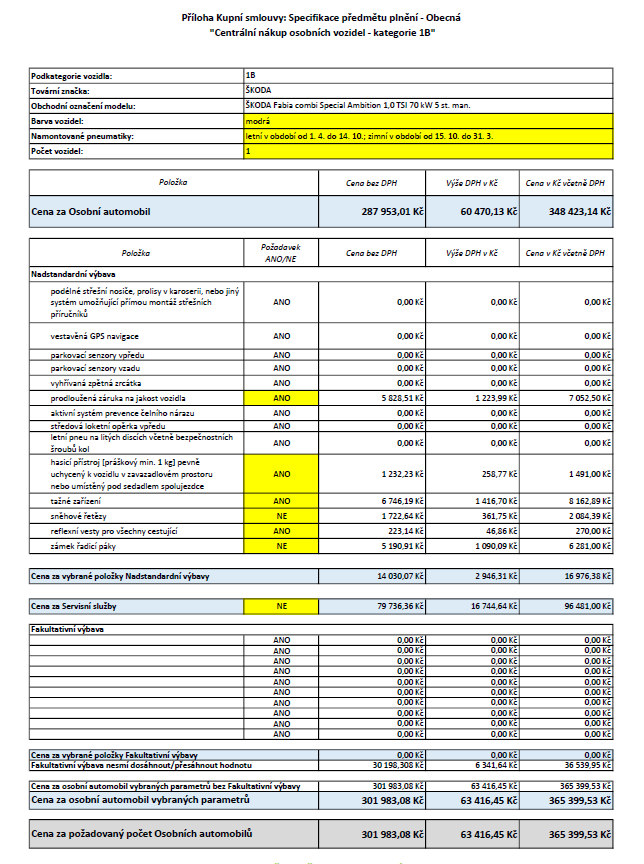 Příloha Kupní smlouvy: Specifikace předmětu plnění - Obecná
"Centrální nákup osobních vozidel - kategorie 1B"
Podkategorie vozidla: 1B
Tovární značka: ŠKODA
Obchodní označení modelu: ŠKODA Fabia combi Special Ambition 1,0 TSI 70 kW 5 st. man.
Barva vozidel: modrá
Namontované pneumatiky: letní v období od 1. 4. do 14. 10.; zimní v období od 15. 10. do 31. 3.
Počet vozidel: 1
Položka Cena bez DPH Výše DPH v Kč Cena v Kč včetně DPH
Cena za Osobní automobil 287 953,01 Kč 60 470,13 Kč 348 423,14 Kč
Položka Požadavek ANO/NE Cena bez DPH Výše DPH v Kč Cena v Kč včetně DPH
Nadstandardní výbava
podélné střešní nosiče, prolisy v karoserii, nebo jiný
systém umožňující přímou montáž střešních
příručníků ANO 0,00 Kč 0,00 Kč 0,00 Kč
vestavěná GPS navigace ANO 0,00 Kč 0,00 Kč 0,00 Kč
parkovací senzory vpředu ANO 0,00 Kč 0,00 Kč 0,00 Kč
parkovací senzory vzadu ANO 0,00 Kč 0,00 Kč 0,00 Kč
vyhřívaná zpětná zrcátka ANO 0,00 Kč 0,00 Kč 0,00 Kč
prodloužená záruka na jakost vozidla ANO 5 828,51 Kč 1 223,99 Kč 7 052,50 Kč
aktivní systém prevence čelního nárazu ANO 0,00 Kč 0,00 Kč 0,00 Kč
středová loketní opěrka vpředu ANO 0,00 Kč 0,00 Kč 0,00 Kč
letní pneu na litých discích včetně bezpečnostních
šroubů kol ANO 0,00 Kč 0,00 Kč 0,00 Kč
hasicí přístroj (práškový min. 1 kg) pevně
uchycený k vozidlu v zavazadlovém prostoru
nebo umístěný pod sedadlem spolujezdce ANO 1 232,23 Kč 258,77 Kč 1 491,00 Kč
tažné zařízení ANO 6 746,19 Kč 1 416,70 Kč 8 162,89 Kč
sněhové řetězy NE 1 722,64 Kč 361,75 Kč 2 084,39 Kč
reflexní vesty pro všechny cestující ANO 223,14 Kč 46,86 Kč 270,00 Kč
zámek řadicí páky NE 5 190,91 Kč 1 090,09 Kč 6 281,00 Kč
Cena za vybrané položky Nadstandardní výbavy 14 030,07 Kč 2 946,31 Kč 16 976,38 Kč
Cena za Servisní služby NE 79 736,36 Kč 16 744,64 Kč 96 481,00 Kč
Fakultativní výbava
ANO 0,00 Kč 0,00 Kč 0,00 Kč
ANO 0,00 Kč 0,00 Kč 0,00 Kč
ANO 0,00 Kč 0,00 Kč 0,00 Kč
ANO 0,00 Kč 0,00 Kč 0,00 Kč
ANO 0,00 Kč 0,00 Kč 0,00 Kč
ANO 0,00 Kč 0,00 Kč 0,00 Kč
ANO 0,00 Kč 0,00 Kč 0,00 Kč
ANO 0,00 Kč 0,00 Kč 0,00 Kč
ANO 0,00 Kč 0,00 Kč 0,00 Kč
ANO 0,00 Kč 0,00 Kč 0,00 Kč
Cena za vybrané položky Fakultativní výbavy 0,00 Kč 0,00 Kč 0,00 Kč
Fakultativní výbava nesmí dosáhnout/přesáhnout hodnotu 30 198,308 Kč 6 341,64 Kč 36 539,95 Kč
Cena za osobní automobil vybraných parametrů bez Fakultativní výbavy 301 983,08 Kč 63 416,45 Kč 365 399,53 Kč
Cena za osobní automobil vybraných parametrů 301 983,08 Kč 63 416,45 Kč 365 399,53 Kč
Cena za požadovaný počet Osobních automobilů 301 983,08 Kč 63 416,45 Kč 365 399,53 Kč